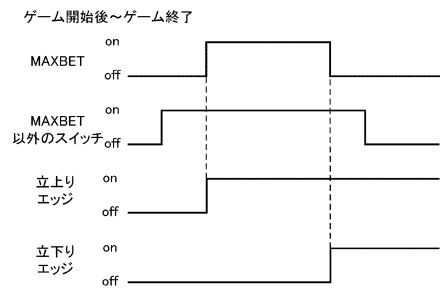 ゲーム開始後～ゲーム終了
on
MAXBET
off
on
MAXBET
以外のスイッチ
off
on
立上り
エッジ
off
on
立下り
エッジ
off